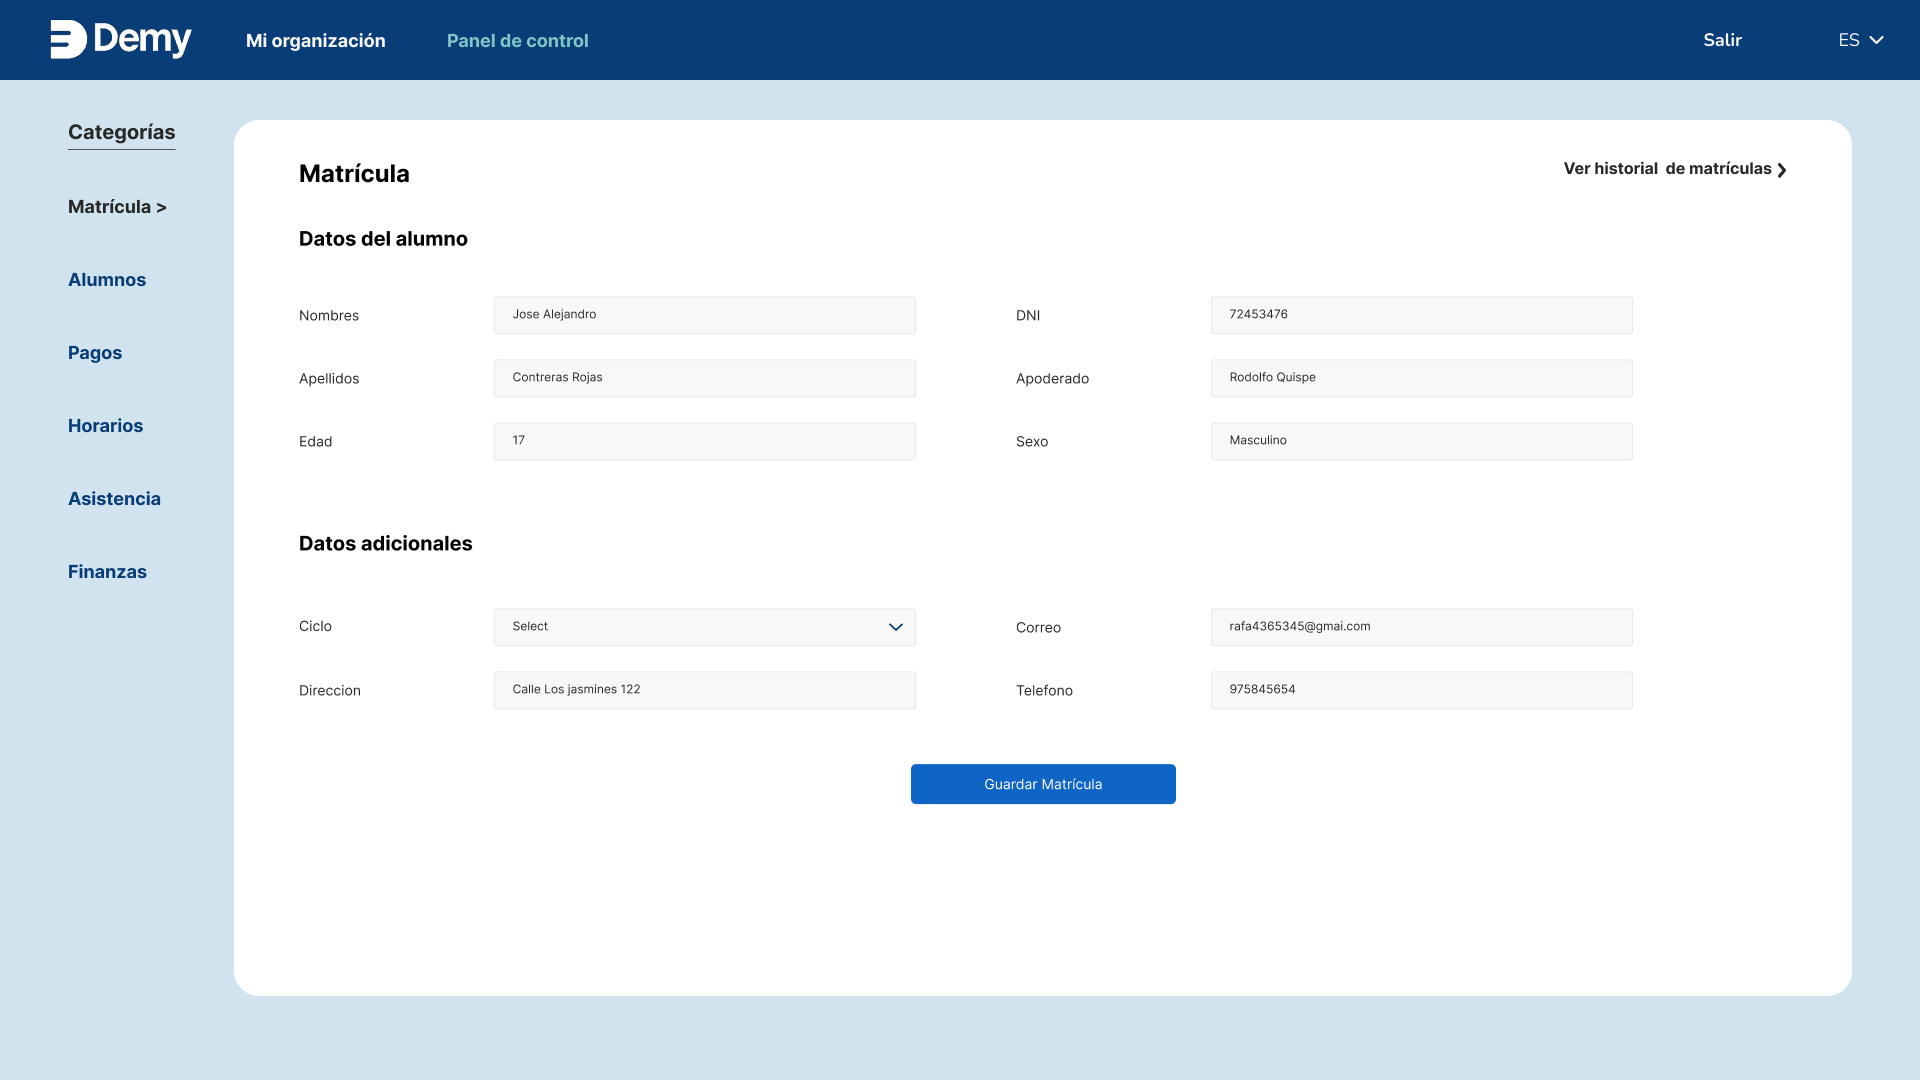 Demy
Mi organización
Panel de control
Salir
ES
Categorías
Matrícula >
Alumnos
Pagos
Horarios
Asistencia
Finanzas
Matrícula
Ver historial  de matrículas
Datos del alumno
Nombres
Jose Alejandro
DNI
72453476
Apellidos
Contreras Rojas
Apoderado
Rodolfo Quispe
Edad
17
Sexo
Masculino
Datos adicionales
Ciclo
Select
Correo
rafa4365345@gmai.com
Direccion
Calle Los jasmines 122
Telefono
975845654
Guardar Matrícula